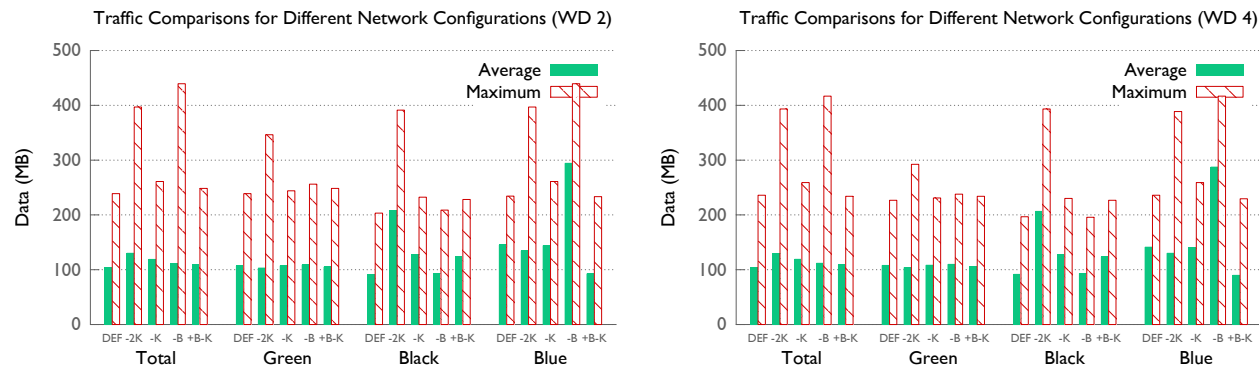 Traffic Comparisons for Different Network Configurations (WD 2)
500
400
300
200
100
0
Data (MB)
Average
Maximum
DEF -2K -K -B +B-K DEF -2K -K -B +B-K DEF -2K -K -B +B-K DEF -2K -K -B +B-K
Total Green Black Blue
Traffic Comparisons for Different Network Configurations (WD 4)
500
400
300
200
100
0
Data (MB)
Average
Maximum
DEF -2K -K -B +B-K DEF -2K -K -B +B-K DEF -2K -K -B +B-K DEF -2K -K -B +B-K
Total Green Black Blue